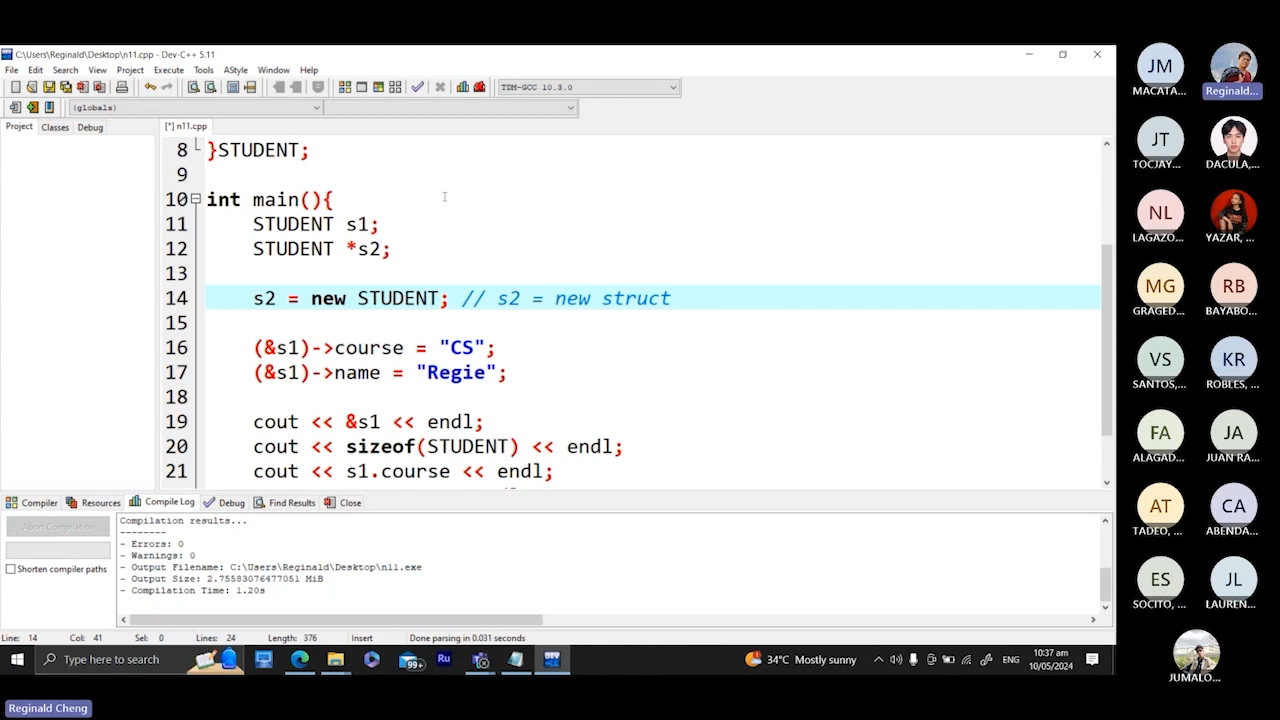 C:\Users\Reginald\Desktop\n11.cpp - Dev-C++ 5.11
File Edit Search View Project Execute Tools AStyle Window Help
TDM-GCC 10.3.0
(globals)
Project Classes Debug
[*] n11.cpp
8 }STUDENT;
9
10 int main(){
11 STUDENT s1;
12 STUDENT *s2;
13
14 s2 = new STUDENT; // s2 = new struct
15
16 (&s1)->course = "CS";
17 (&s1)->name = "Regie";
18
19 cout << &s1 << endl;
20 cout << sizeof(STUDENT) << endl;
21 cout << s1.course << endl;
Compiler Resources Compile Log Debug Find Results Close
Abort Compilation
Shorten compiler paths
Compilation results...
--------
- Errors: 0
- Warnings: 0
- Output Filename: C:\Users\Reginald\Desktop\n11.exe
- Output Size: 2.75583076477051 MiB
- Compilation Time: 1.20s
Line: 14 Col: 41 Sel: 0 Lines: 24 Length: 376 Insert Done parsing in 0.031 seconds
Type here to search
99+
Ru
DEV
34°C Mostly sunny
ENG
10:37 am
10/05/2024
Reginald Cheng
JM
MACATA...
Reginald...
JT
TOCJAY...
DACULA,...
NL
LAGAZO...
YAZAR, ...
MG
GRAGED...
RB
BAYABO...
VS
SANTOS,...
KR
ROBLES, ...
FA
ALAGAD...
JA
JUAN RA...
AT
TADEO, ...
CA
ABENDA...
ES
SOCITO, ...
JL
LAUREN...
JUMALO...